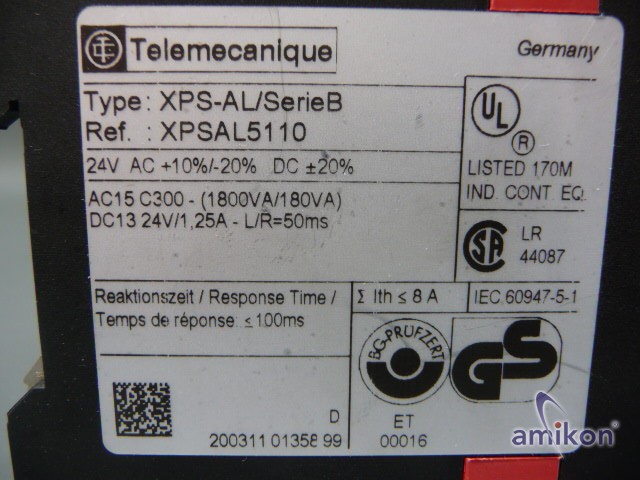 Telemecanique
Germany
Type: XPS-AL/SerieB
Ref. : XPSAL5110
24V AC +10%/-20% DC ±20%
AC15 C300 - (1800VA/180VA)
DC13 24V/1,25A - L/R=50ms
UL
R
LISTED 170M
IND. CONT. EQ.
SA
LR
44087
Reaktionszeit / Response Time /
Temps de réponse ≤100ms
Σ Ith ≤ 8 A
IEC 60947-5-1
BG-PRÜFZERT
GS
ET
00016
D
200311 01358 99
amikon